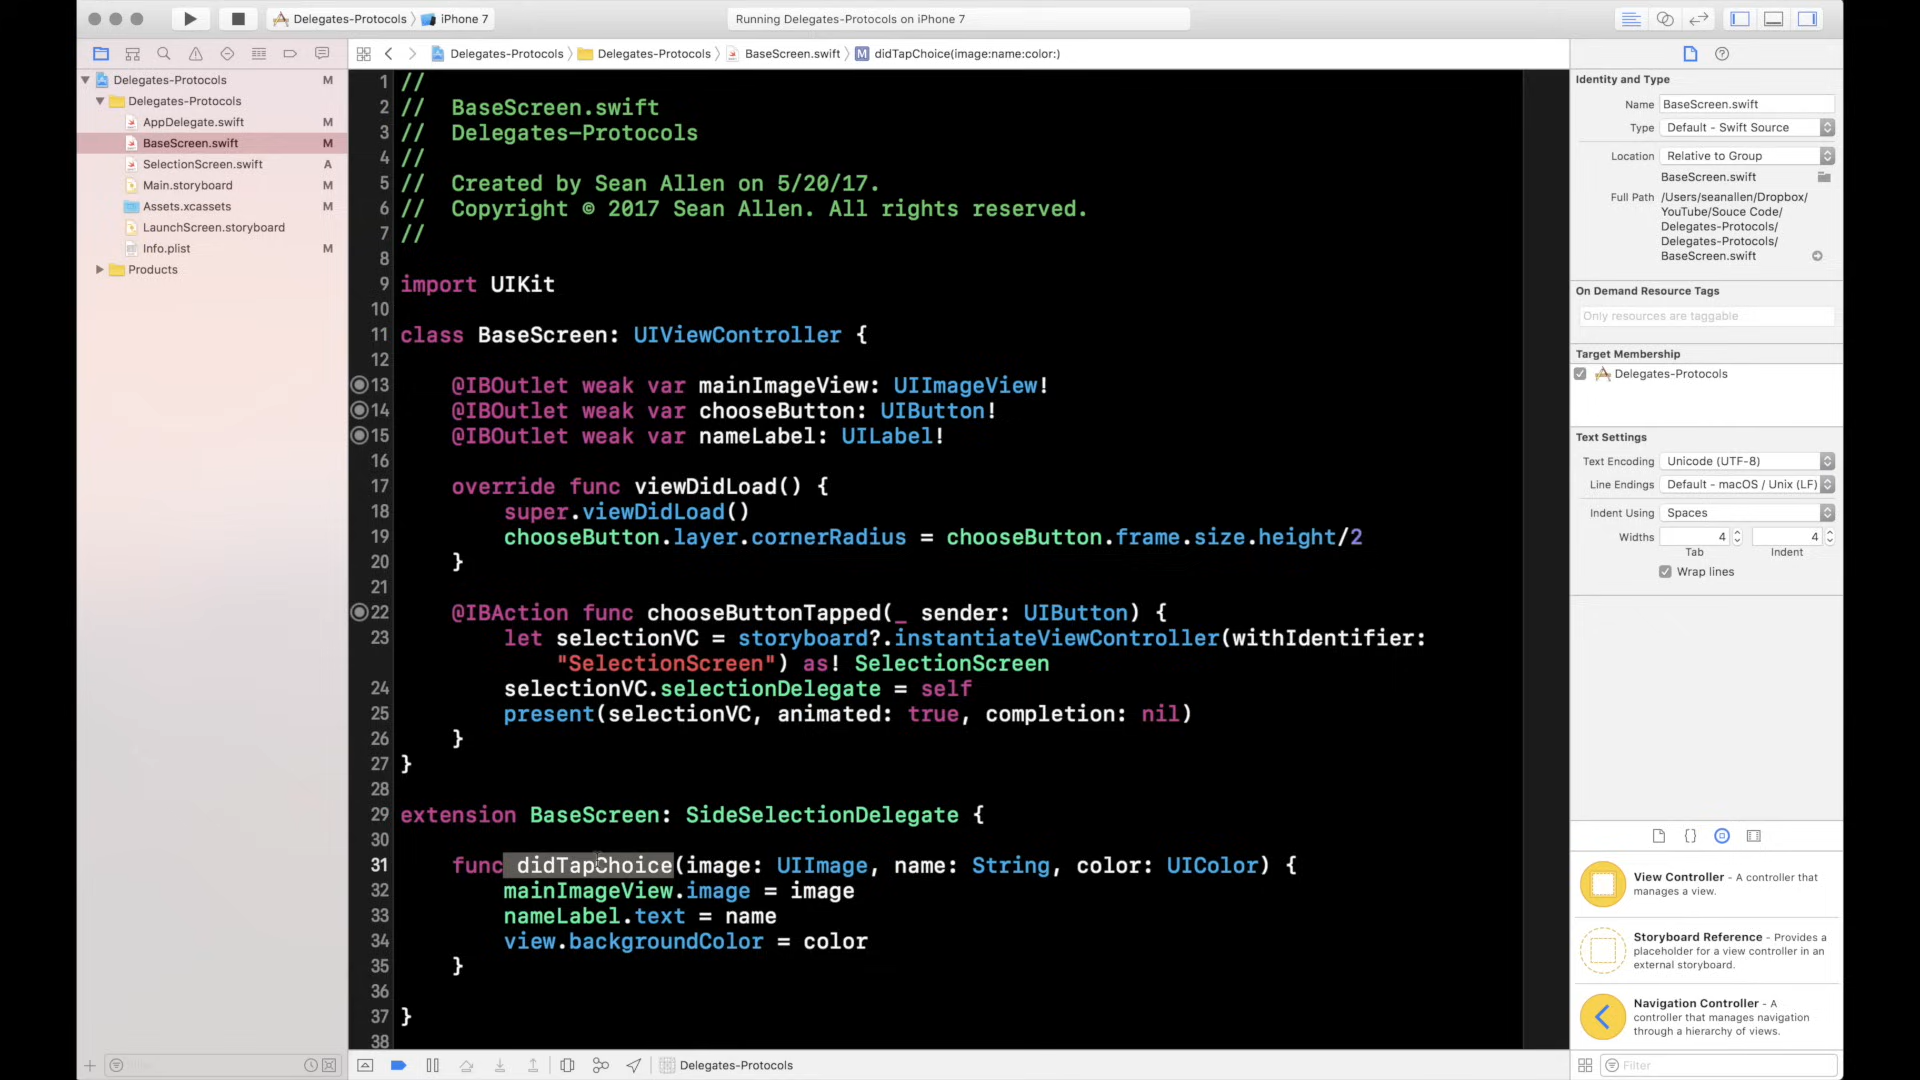 Delegates-Protocols
iPhone 7
Running Delegates-Protocols on iPhone 7
Delegates-Protocols
Delegates-Protocols
BaseScreen.swift
M
didTapChoice(image:name:color:)
Delegates-Protocols M
Delegates-Protocols
AppDelegate.swift M
BaseScreen.swift M
SelectionScreen.swift A
Main.storyboard M
Assets.xcassets M
LaunchScreen.storyboard
Info.plist M
Products
1 //
2 // BaseScreen.swift
3 // Delegates-Protocols
4 //
5 // Created by Sean Allen on 5/20/17.
6 // Copyright © 2017 Sean Allen. All rights reserved.
7 //
8
9 import UIKit
10
11 class BaseScreen: UIViewController {
12
13 @IBOutlet weak var mainImageView: UIImageView!
14 @IBOutlet weak var chooseButton: UIButton!
15 @IBOutlet weak var nameLabel: UILabel!
16
17 override func viewDidLoad() {
18 super.viewDidLoad()
19 chooseButton.layer.cornerRadius = chooseButton.frame.size.height/2
20 }
21
22 @IBAction func chooseButtonTapped(_ sender: UIButton) {
23 let selectionVC = storyboard?.instantiateViewController(withIdentifier:
"SelectionScreen") as! SelectionScreen
24 selectionVC.selectionDelegate = self
25 present(selectionVC, animated: true, completion: nil)
26 }
27 }
28
29 extension BaseScreen: SideSelectionDelegate {
30
31 func didTapChoice(image: UIImage, name: String, color: UIColor) {
32 mainImageView.image = image
33 nameLabel.text = name
34 view.backgroundColor = color
35 }
36
37 }
38
Delegates-Protocols
Identity and Type
Name BaseScreen.swift
Type Default - Swift Source
Location Relative to Group
BaseScreen.swift
Full Path /Users/seanallen/Dropbox/
YouTube/Souce Code/
Delegates-Protocols/
Delegates-Protocols/
BaseScreen.swift
On Demand Resource Tags
Only resources are taggable
Target Membership
Delegates-Protocols
Text Settings
Text Encoding Unicode (UTF-8)
Line Endings Default - macOS / Unix (LF)
Indent Using Spaces
Widths 4 4
Tab Indent
Wrap lines
{}
View Controller - A controller that
manages a view.
Storyboard Reference - Provides a
placeholder for a view controller in an
external storyboard.
Navigation Controller - A
controller that manages navigation
through a hierarchy of views.
Filter